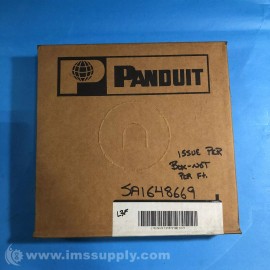 PANDUIT
ISSUE PER
BOX-NOT
PER Ft.
SA1648669
© www.imssupply.com